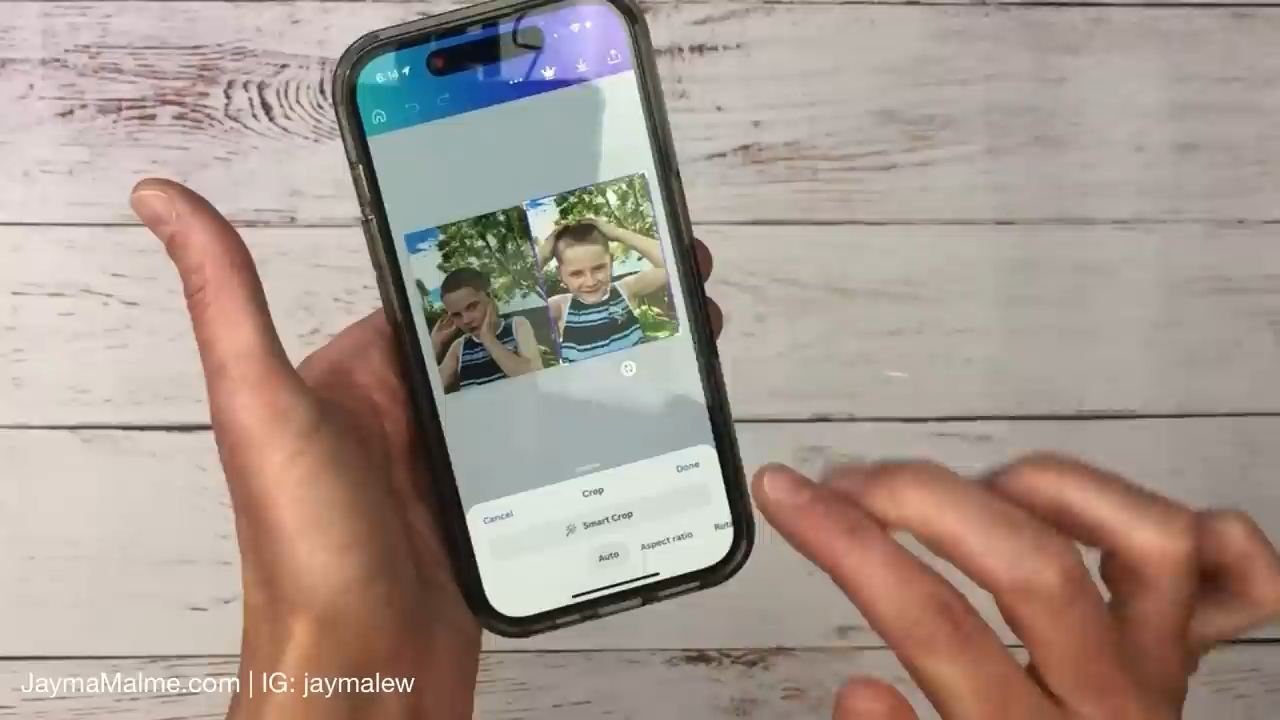 6:14
Done
Crop
Cancel
Smart Crop
Auto
Aspect ratio
JaymaMalme.com | IG: jaymalew